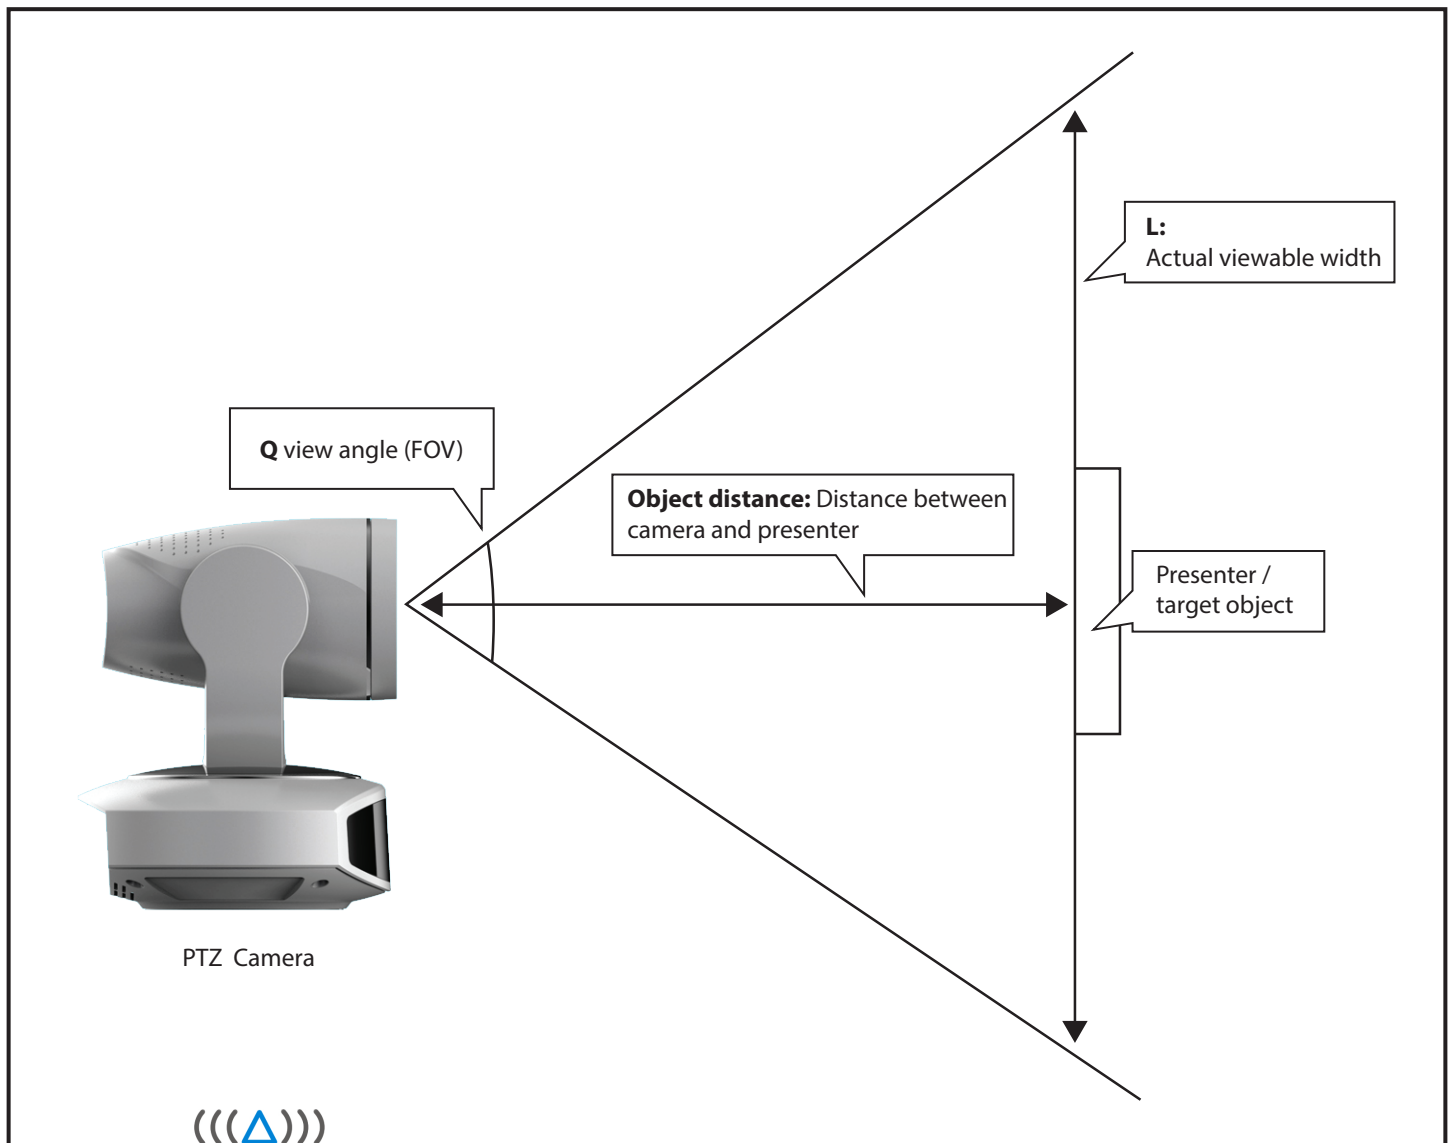 L:
Actual viewable width
Q view angle (FOV)
Object distance: Distance between
camera and presenter
Presenter /
target object
PTZ Camera